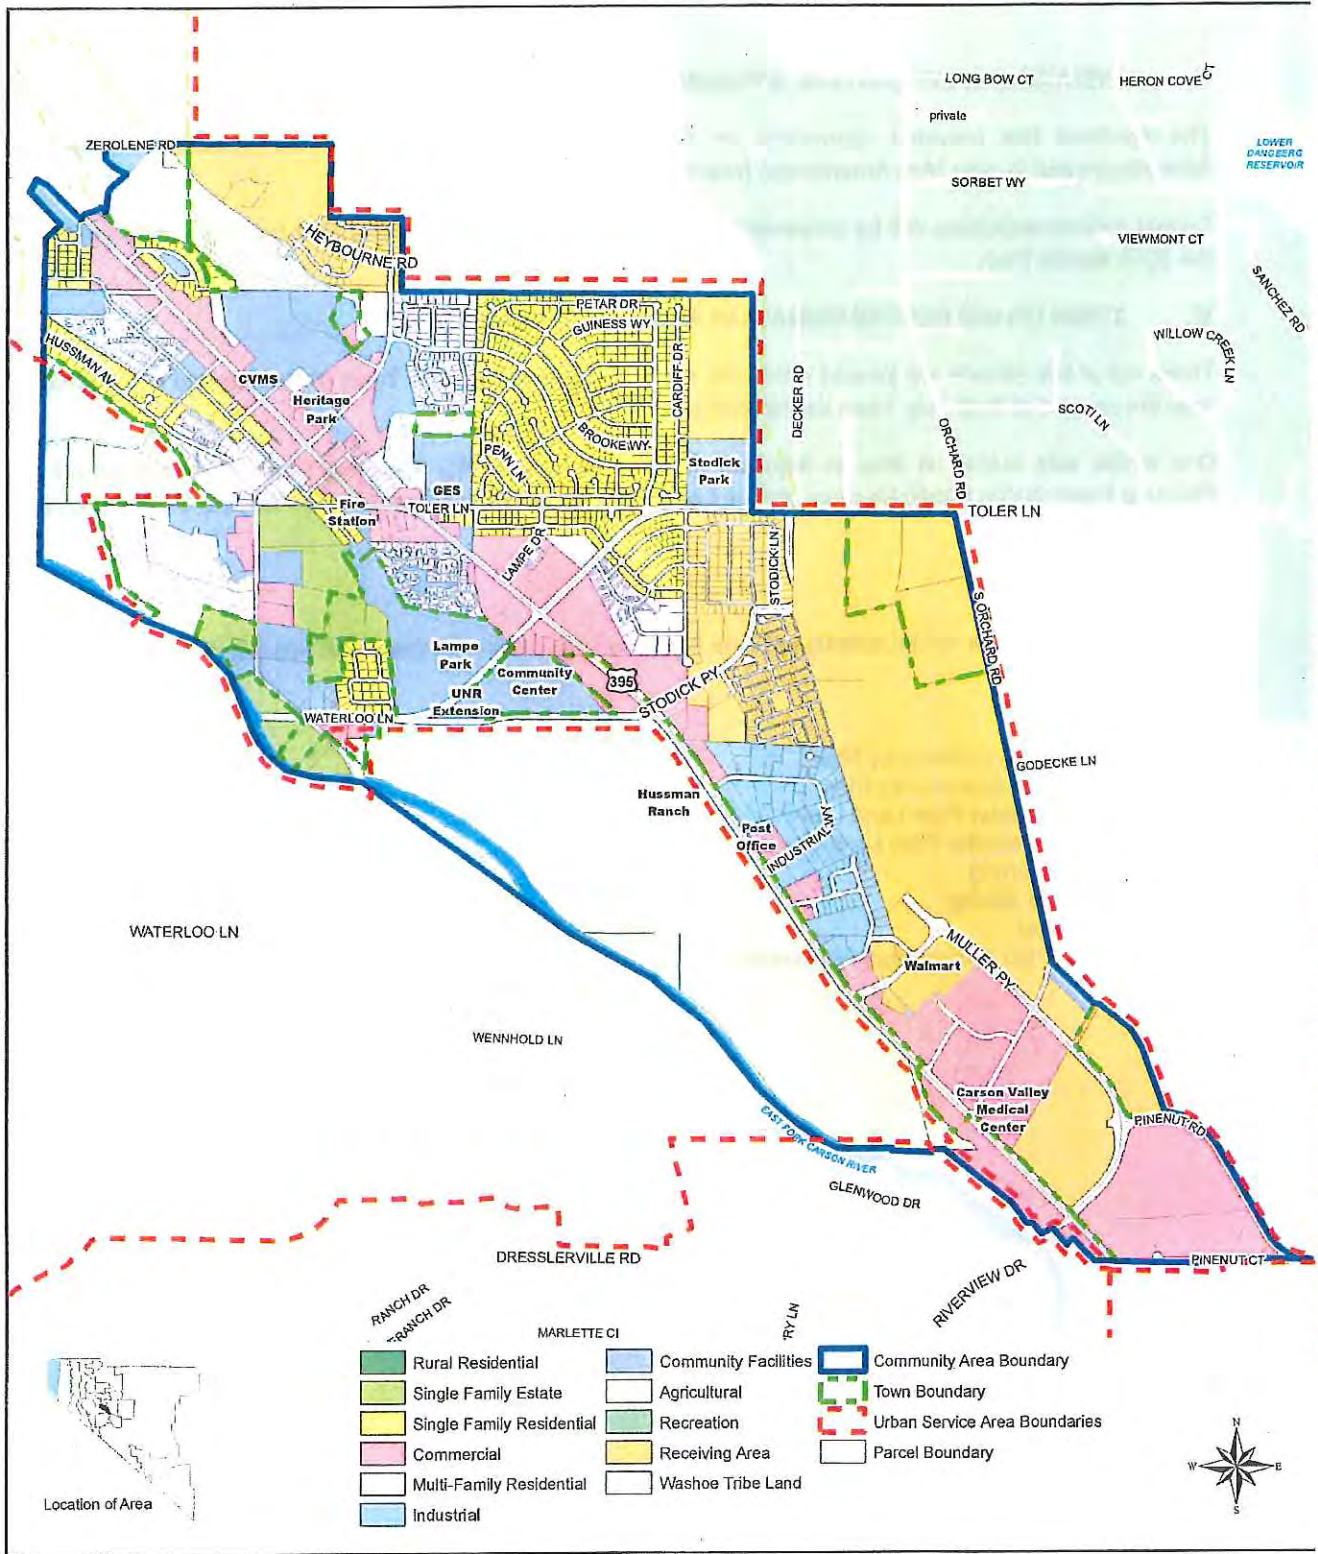 LONG BOW CT
HERON COVE CT
private
LOWER
DANGBERG
RESERVOIR
ZEROLENE RD
SORBET WY
VIEWMONT CT
HEYBOURNE RD
SANCHEZ RD
PETAR DR
GUINESS WY
WILLOW CREEK LN
HUSSMAN AV
CVMS
CARDIFF DR
DECKER RD
Heritage
Park
SCOTI LN
ORCHARD RD
BROOKE WY
PENN LN
Stodick
Park
GES
TOLER LN
Fire
Station
TOLER LN
LAMPE DR
STODICK LN
S ORCHARD RD
Lampe
Park
Community
Center
395
STODICK PY
UNR
Extension
WATERLOO LN
GODECKE LN
Hussman
Ranch
Post
Office
INDUSTRIAL WY
WATERLOO LN
MULLER PY
Walmart
WENNHOLD LN
Carson Valley
Medical
Center
EAST FORK CARSON RIVER
PINENUT RD
GLENWOOD DR
DRESSLERVILLE RD
PINENUT CT
RIVERVIEW DR
RANCH DR
RANCH DR
MARLETTE CI
RY LN
Rural Residential
Single Family Estate
Single Family Residential
Commercial
Multi-Family Residential
Industrial
Community Facilities
Agricultural
Recreation
Receiving Area
Washoe Tribe Land
Community Area Boundary
Town Boundary
Urban Service Area Boundaries
Parcel Boundary
Location of Area
N
W
E
S